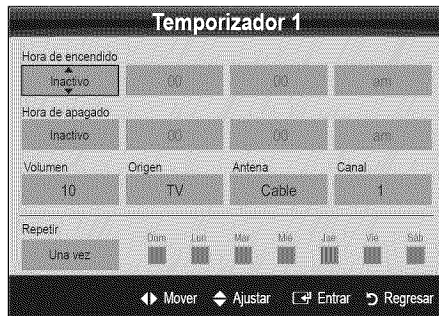 Temporizador 1
Hora de encendido
Inactivo 00 00 am
Hora de apagado
Inactivo 00 00 am
Volumen Origen Antena Canal
10 TV Cable 1
Repetir
Dom Lun Mar Mié Jue Vie Sáb
Una vez
Mover Ajustar Entrar Regresar